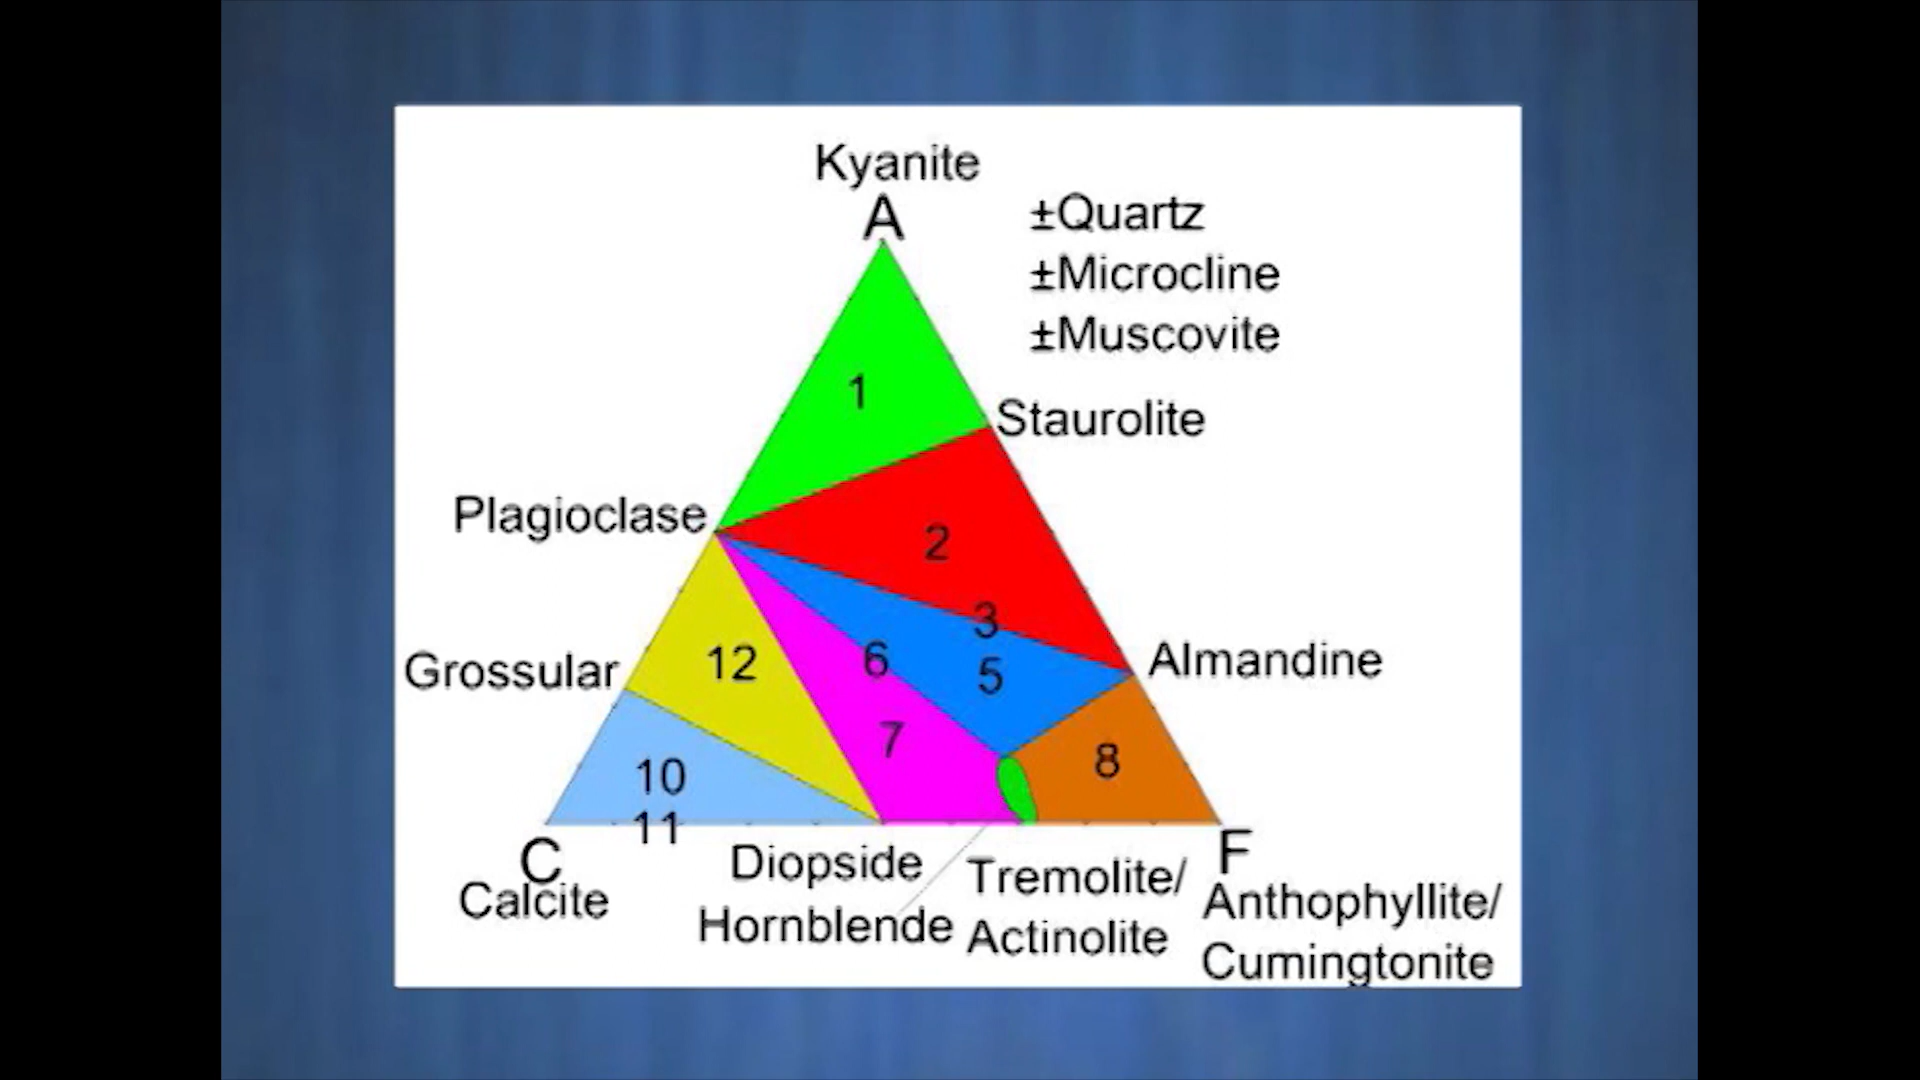 Kyanite
A
±Quartz
±Microcline
±Muscovite
1
Staurolite
Plagioclase
2
3
Grossular
12
6
5
Almandine
7
8
10
11
C
Calcite
Diopside
Hornblende
Tremolite/
Actinolite
F
Anthophyllite/
Cumingtonite